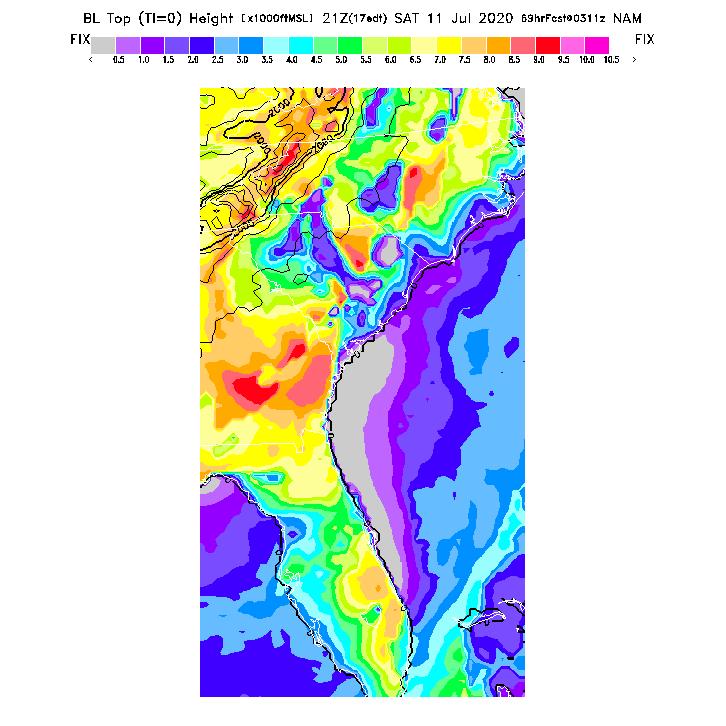 BL Top (TI=0) Height [x1000ftMSL] 21Z(17edt) SAT 11 Jul 2020 69hrFcst@0311z NAM
FIX FIX
< 0.5 1.0 1.5 2.0 2.5 3.0 3.5 4.0 4.5 5.0 5.5 6.0 6.5 7.0 7.5 8.0 8.5 9.0 9.5 10.0 10.5 >
2000
2000
2000